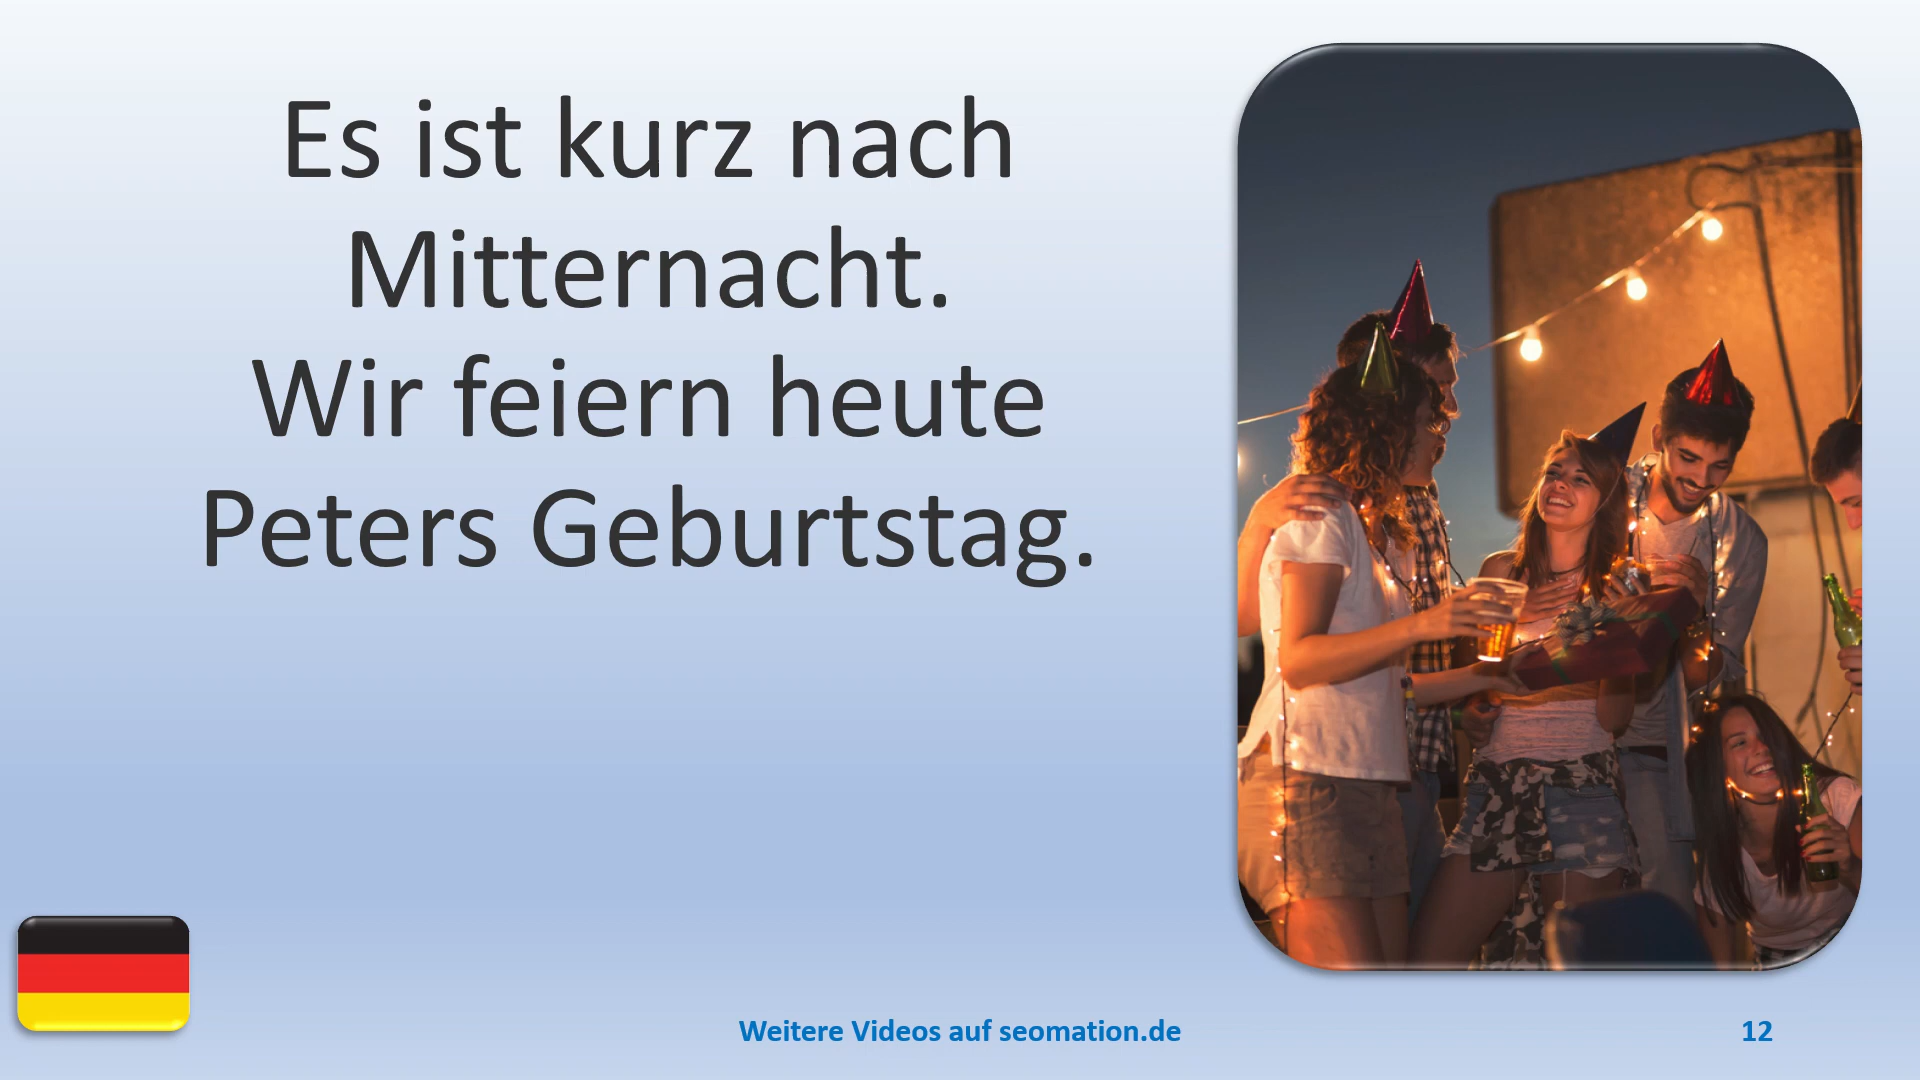 Es ist kurz nach
Mitternacht.
Wir feiern heute
Peters Geburtstag.
Weitere Videos auf seomation.de
12